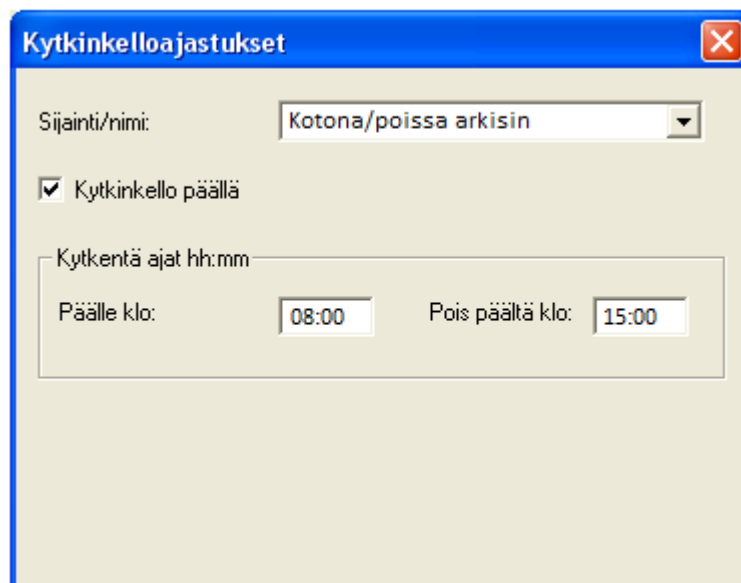 Kytkinkelloajastukset
Sijainti/nimi: Kotona/poissa arkisin
Kytkinkello päällä
Kytkentä ajat hh:mm
Päälle klo: 08:00 Pois päältä klo: 15:00